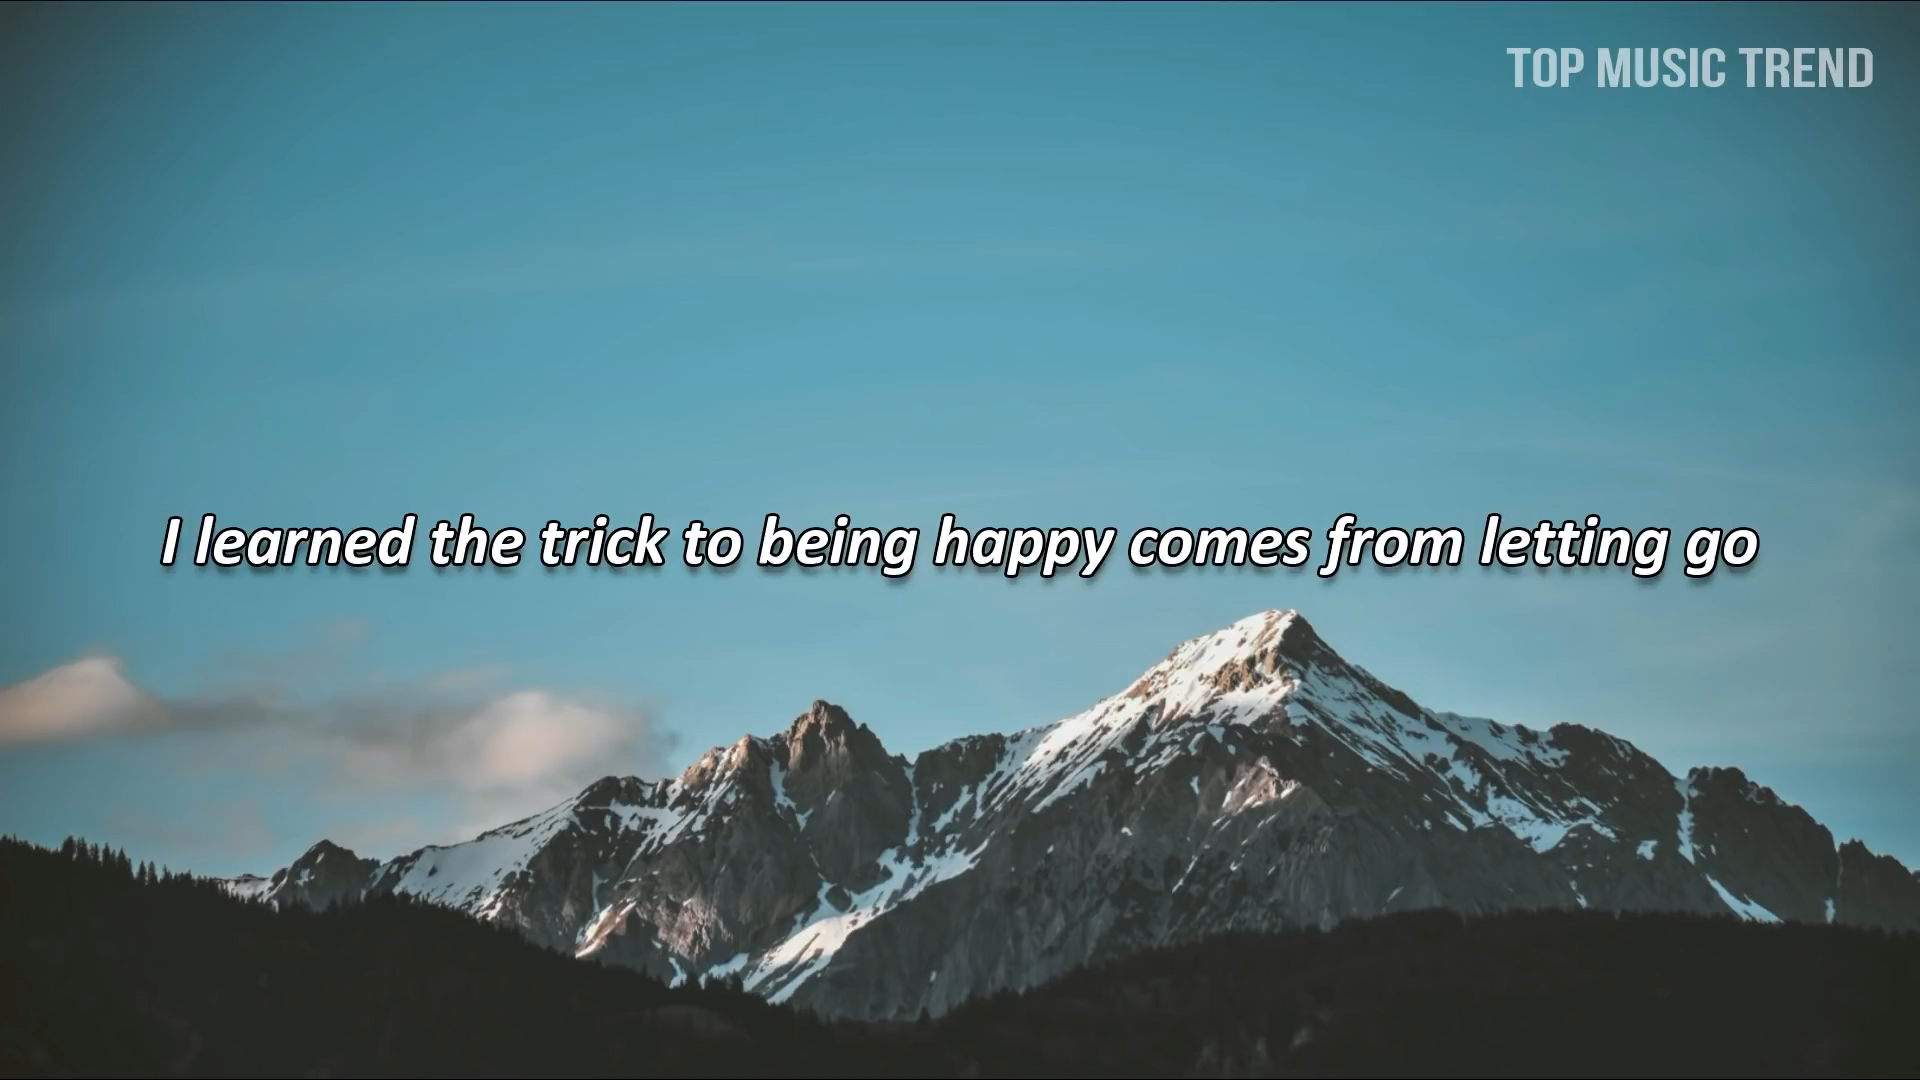 TOP MUSIC TREND
I learned the trick to being happy comes from letting go